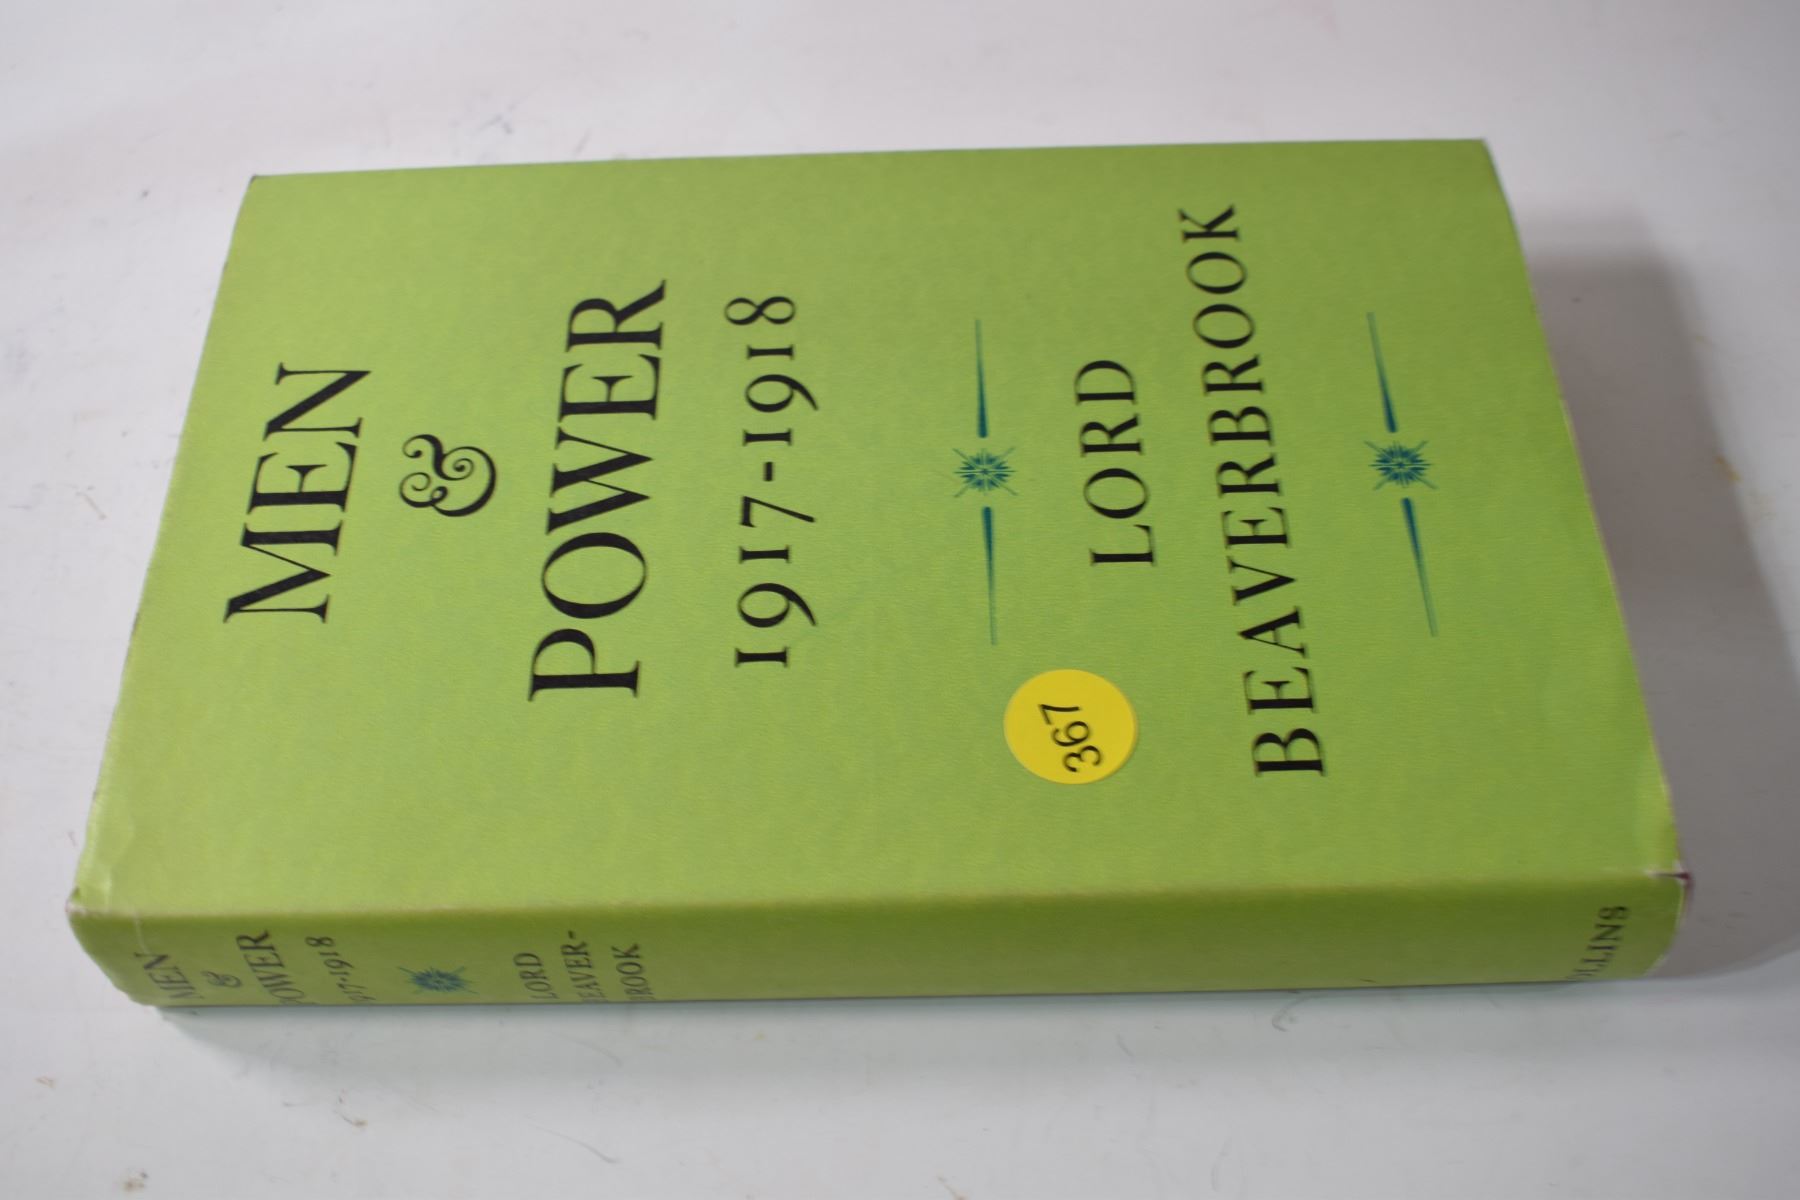 MEN
&
POWER
1917-1918
LORD
BEAVERBROOK
367
MEN
&
POWER
1917-1918
LORD
BEAVER-
BROOK
COLLINS